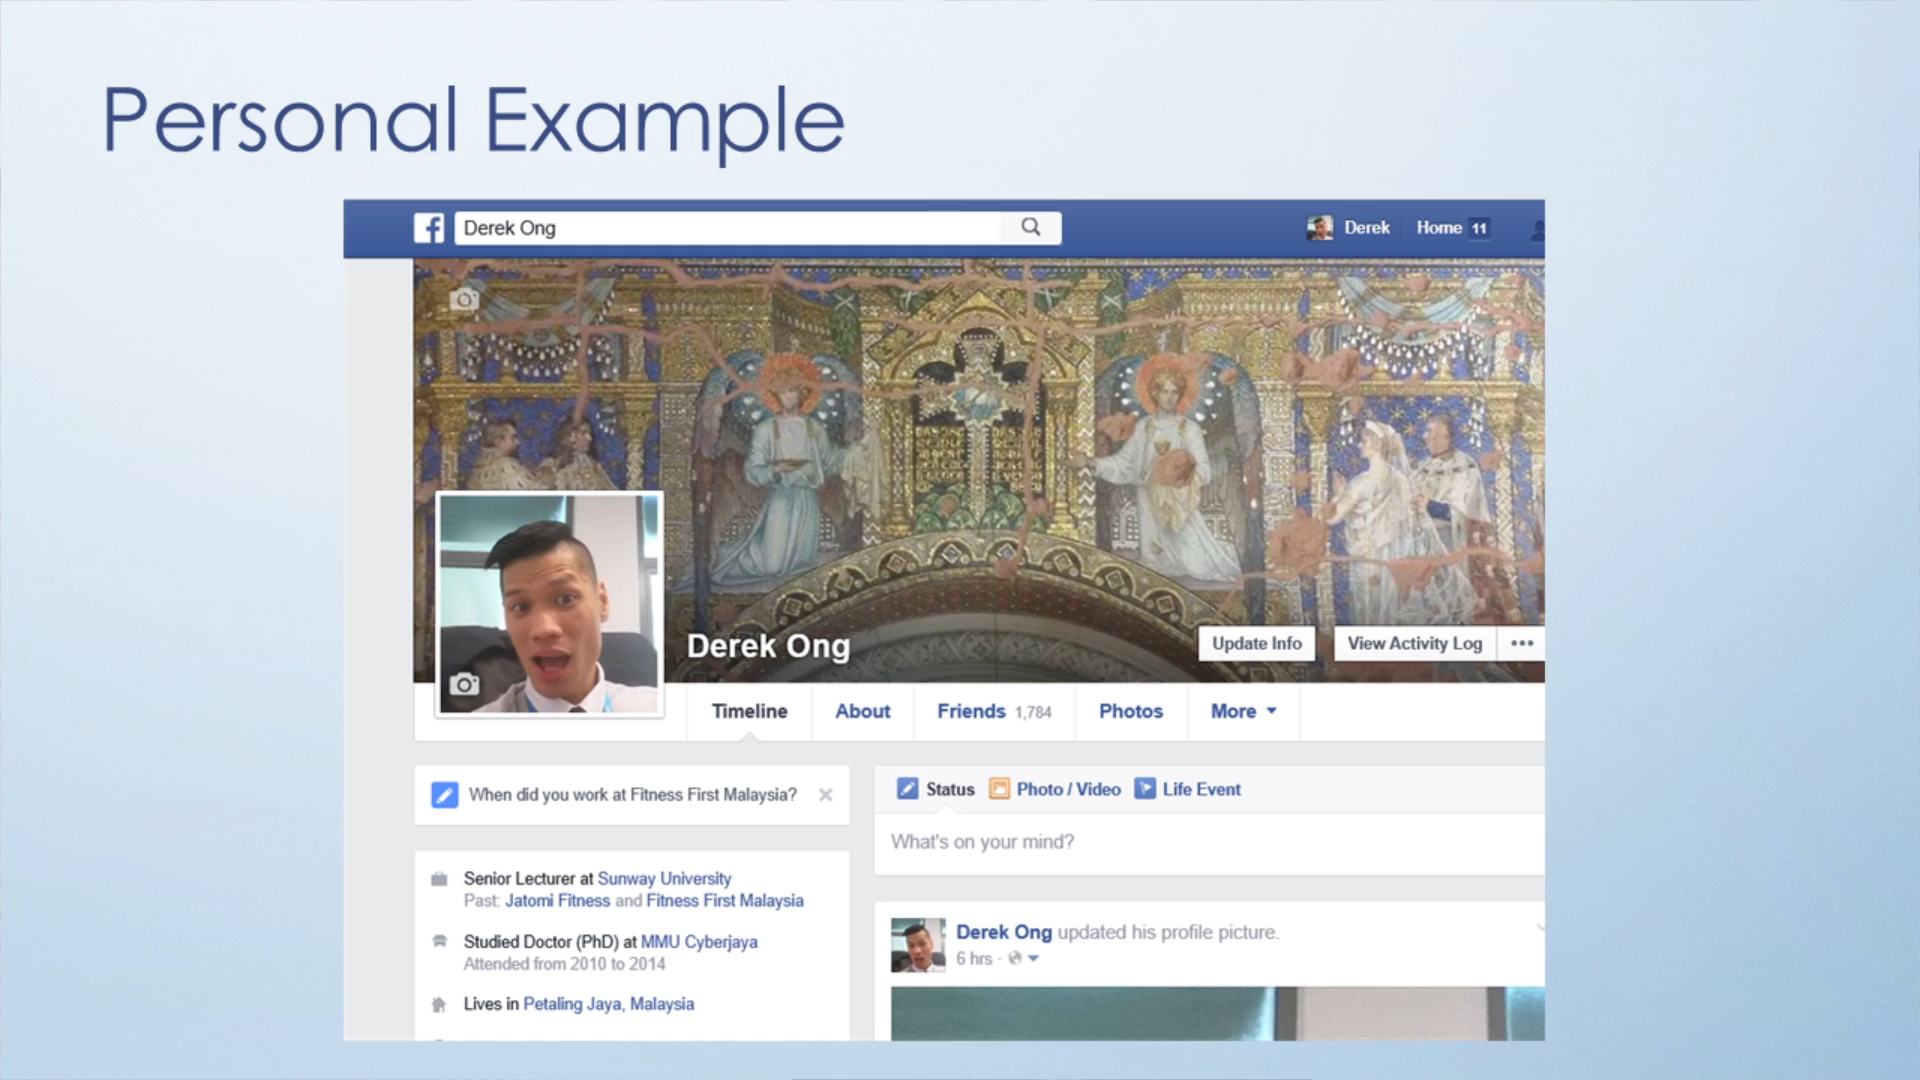 Personal Example
Derek Ong
Derek
Home 11
Derek Ong
Update Info
View Activity Log
Timeline
About
Friends 1,784
Photos
More
When did you work at Fitness First Malaysia?
Status
Photo / Video
Life Event
What's on your mind?
Senior Lecturer at Sunway University
Past: Jatomi Fitness and Fitness First Malaysia
Studied Doctor (PhD) at MMU Cyberjaya
Attended from 2010 to 2014
Lives in Petaling Jaya, Malaysia
Derek Ong updated his profile picture.
6 hrs ·